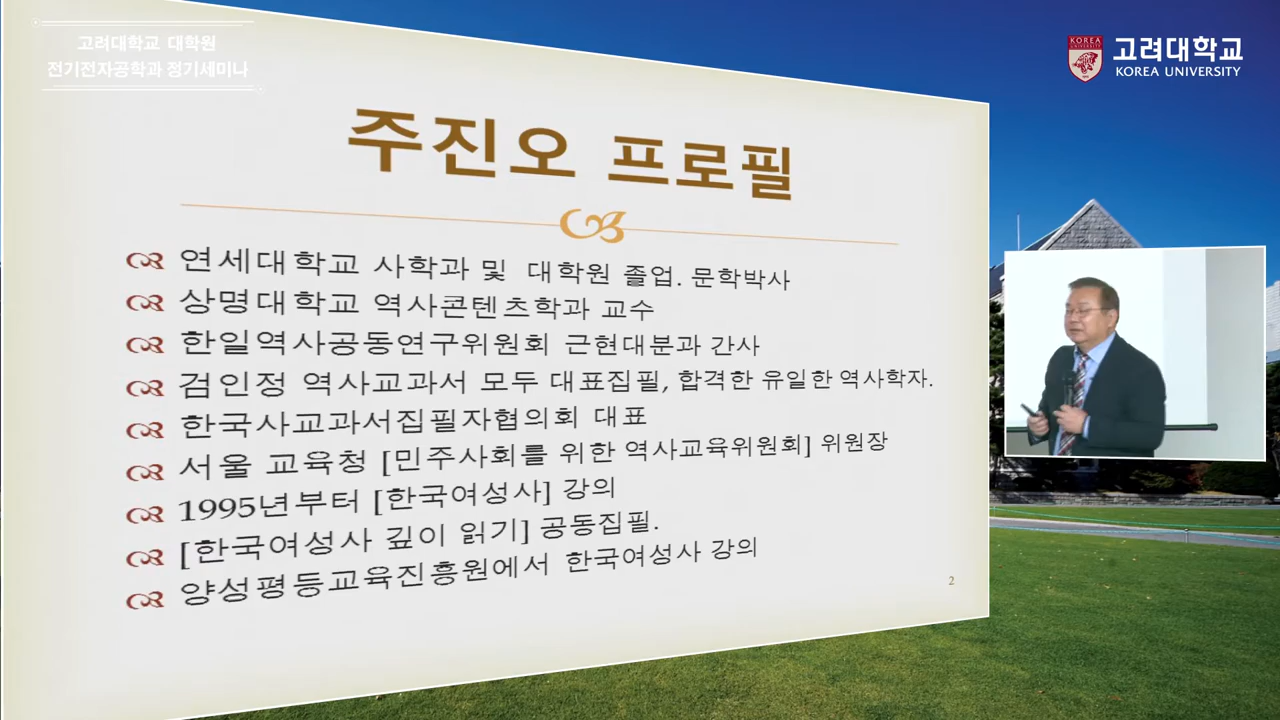 고려대학교 대학원
전기전자공학과 정기세미나
KOREA
UNIVERSITY
고려대학교
KOREA UNIVERSITY
주진오 프로필
연세대학교 사학과 및 대학원 졸업. 문학박사
상명대학교 역사콘텐츠학과 교수
한일역사공동연구위원회 근현대분과 간사
검인정 역사교과서 모두 대표집필, 합격한 유일한 역사학자.
한국사교과서집필자협의회 대표
서울 교육청 [민주사회를 위한 역사교육위원회] 위원장
1995년부터 [한국여성사] 강의
[한국여성사 깊이 읽기] 공동집필.
양성평등교육진흥원에서 한국여성사 강의
2